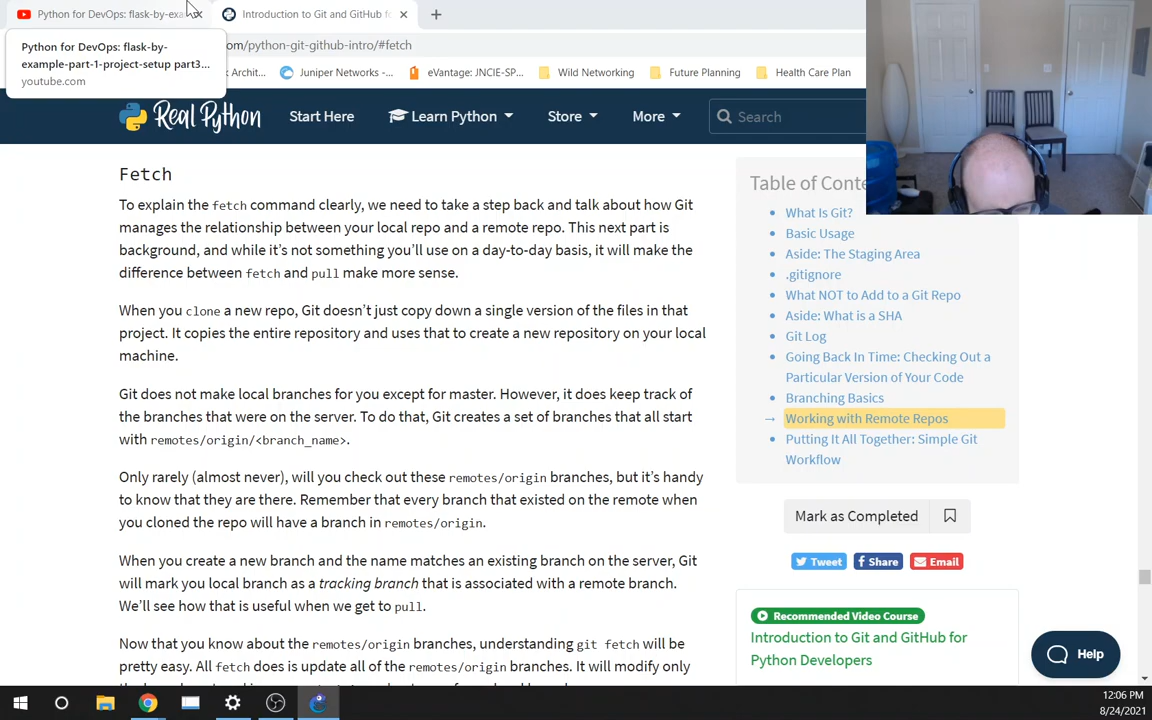 Python for DevOps: flask-by-exa
Introduction to Git and GitHub f
Python for DevOps: flask-by-
example-part-1-project-setup part3...
youtube.com
om/python-git-github-intro/#fetch
k Archit...
Juniper Networks -...
eVantage: JNCIE-SP...
Wild Networking
Future Planning
Health Care Plan
Real Python
Start Here
Learn Python
Store
More
Search
Fetch
To explain the fetch command clearly, we need to take a step back and talk about how Git
manages the relationship between your local repo and a remote repo. This next part is
background, and while it's not something you'll use on a day-to-day basis, it will make the
difference between fetch and pull make more sense.
When you clone a new repo, Git doesn't just copy down a single version of the files in that
project. It copies the entire repository and uses that to create a new repository on your local
machine.
Git does not make local branches for you except for master. However, it does keep track of
the branches that were on the server. To do that, Git creates a set of branches that all start
with remotes/origin/<branch_name>.
Only rarely (almost never), will you check out these remotes/origin branches, but it's handy
to know that they are there. Remember that every branch that existed on the remote when
you cloned the repo will have a branch in remotes/origin.
When you create a new branch and the name matches an existing branch on the server, Git
will mark you local branch as a tracking branch that is associated with a remote branch.
We'll see how that is useful when we get to pull.
Now that you know about the remotes/origin branches, understanding git fetch will be
pretty easy. All fetch does is update all of the remotes/origin branches. It will modify only
Table of Conte
What Is Git?
Basic Usage
Aside: The Staging Area
.gitignore
What NOT to Add to a Git Repo
Aside: What is a SHA
Git Log
Going Back In Time: Checking Out a
Particular Version of Your Code
Branching Basics
→ Working with Remote Repos
Putting It All Together: Simple Git
Workflow
Mark as Completed
Tweet
Share
Email
Recommended Video Course
Introduction to Git and GitHub for
Python Developers
Help
12:06 PM
8/24/2021